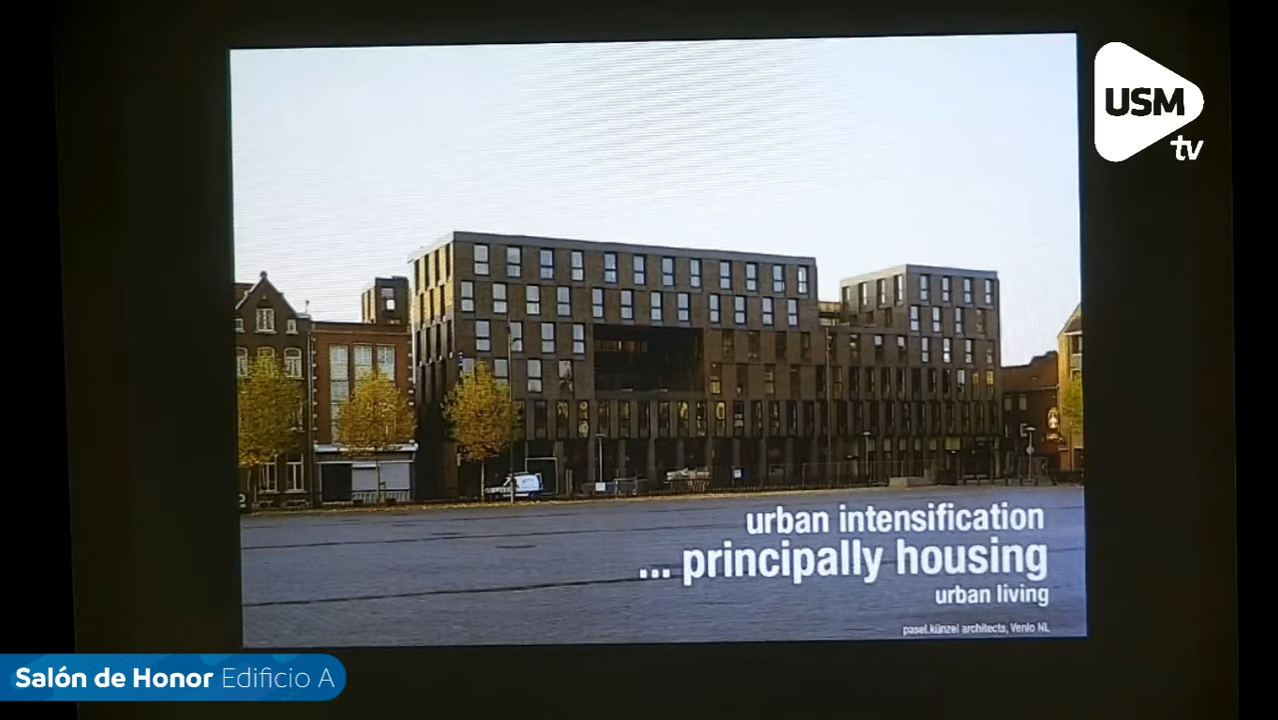 USM
tv
urban intensification
... principally housing
urban living
pasel.künzel architects, Venlo NL
Salón de Honor Edificio A